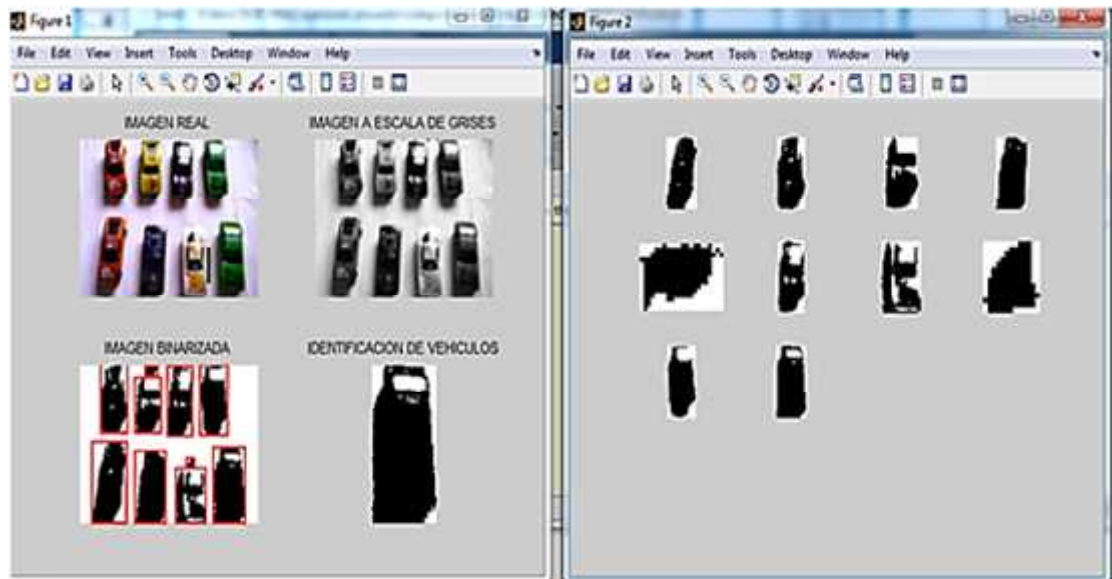 Figure 1
File Edit View Insert Tools Desktop Window Help
IMAGEN REAL
IMAGEN A ESCALA DE GRISES
IMAGEN BINARIZADA
IDENTIFICACION DE VEHICULOS
Figure 2
File Edit View Insert Tools Desktop Window Help